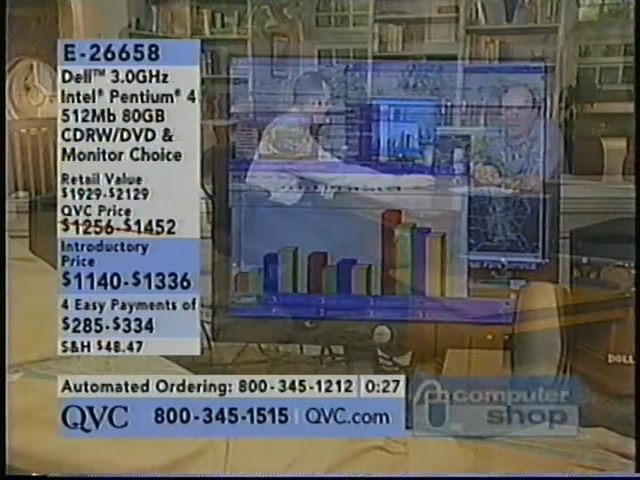 E-26658
Dell™ 3.0GHz
Intel® Pentium® 4
512Mb 80GB
CDRW/DVD &
Monitor Choice
Retail Value
$1929-$2129
QVC Price
$1256-$1452
Introductory
Price
$1140-$1336
4 Easy Payments of
$285-$334
S&H $48.47
Automated Ordering: 800-345-1212 0:27
QVC 800-345-1515 QVC.com
computer
shop
DELL